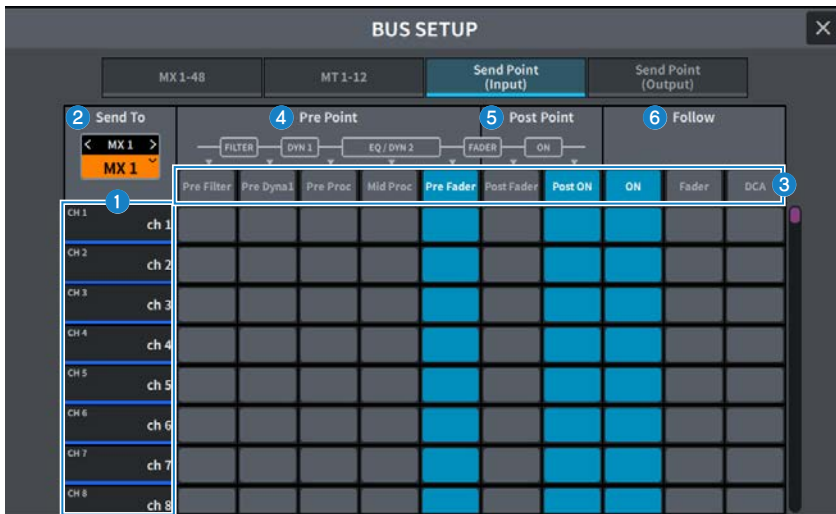 BUS SETUP
MX 1-48
MT 1-12
Send Point
(Input)
Send Point
(Output)
2 Send To
4 Pre Point
5 Post Point
6 Follow
< MX 1 >
MX 1
FILTER DYN 1 EQ / DYN 2 FADER ON
Pre Filter Pre Dyna1 Pre Proc Mid Proc Pre Fader Post Fader Post ON ON Fader DCA 3
1
CH 1
ch 1
CH 2
ch 2
CH 3
ch 3
CH 4
ch 4
CH 5
ch 5
CH 6
ch 6
CH 7
ch 7
CH 8
ch 8